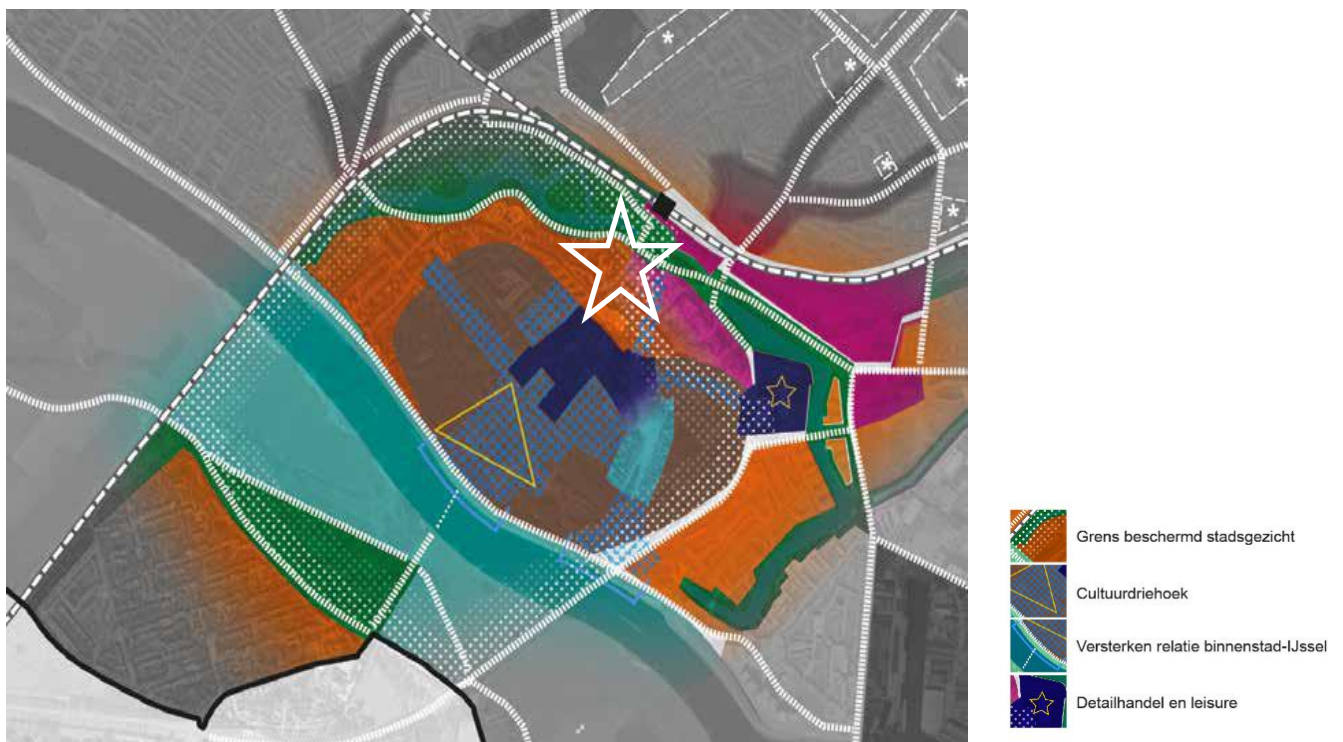 Grens beschermd stadsgezicht
Cultuurdriehoek
Versterken relatie binnenstad-IJssel
Detailhandel en leisure